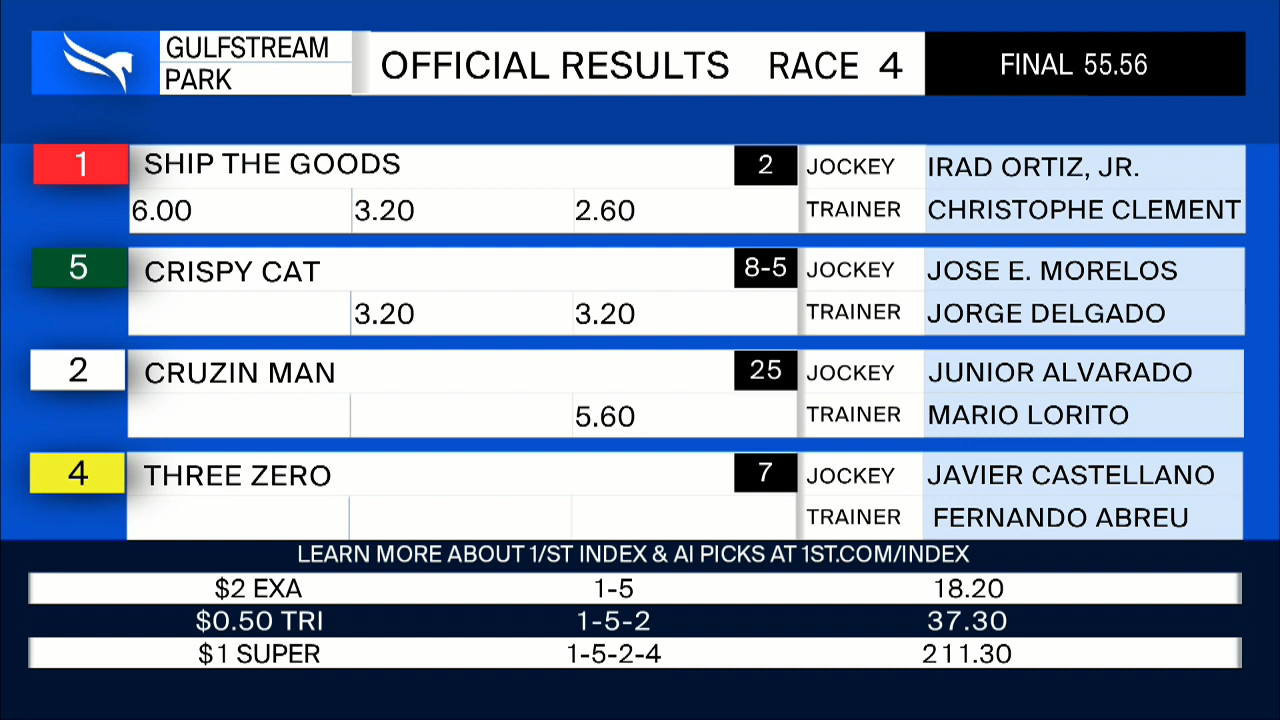 GULFSTREAM
PARK
OFFICIAL RESULTS RACE 4
FINAL 55.56
1 SHIP THE GOODS 2 JOCKEY IRAD ORTIZ, JR.
6.00 3.20 2.60 TRAINER CHRISTOPHE CLEMENT
5 CRISPY CAT 8-5 JOCKEY JOSE E. MORELOS
3.20 3.20 TRAINER JORGE DELGADO
2 CRUZIN MAN 25 JOCKEY JUNIOR ALVARADO
5.60 TRAINER MARIO LORITO
4 THREE ZERO 7 JOCKEY JAVIER CASTELLANO
TRAINER FERNANDO ABREU
LEARN MORE ABOUT 1/ST INDEX & AI PICKS AT 1ST.COM/INDEX
$2 EXA 1-5 18.20
$0.50 TRI 1-5-2 37.30
$1 SUPER 1-5-2-4 211.30